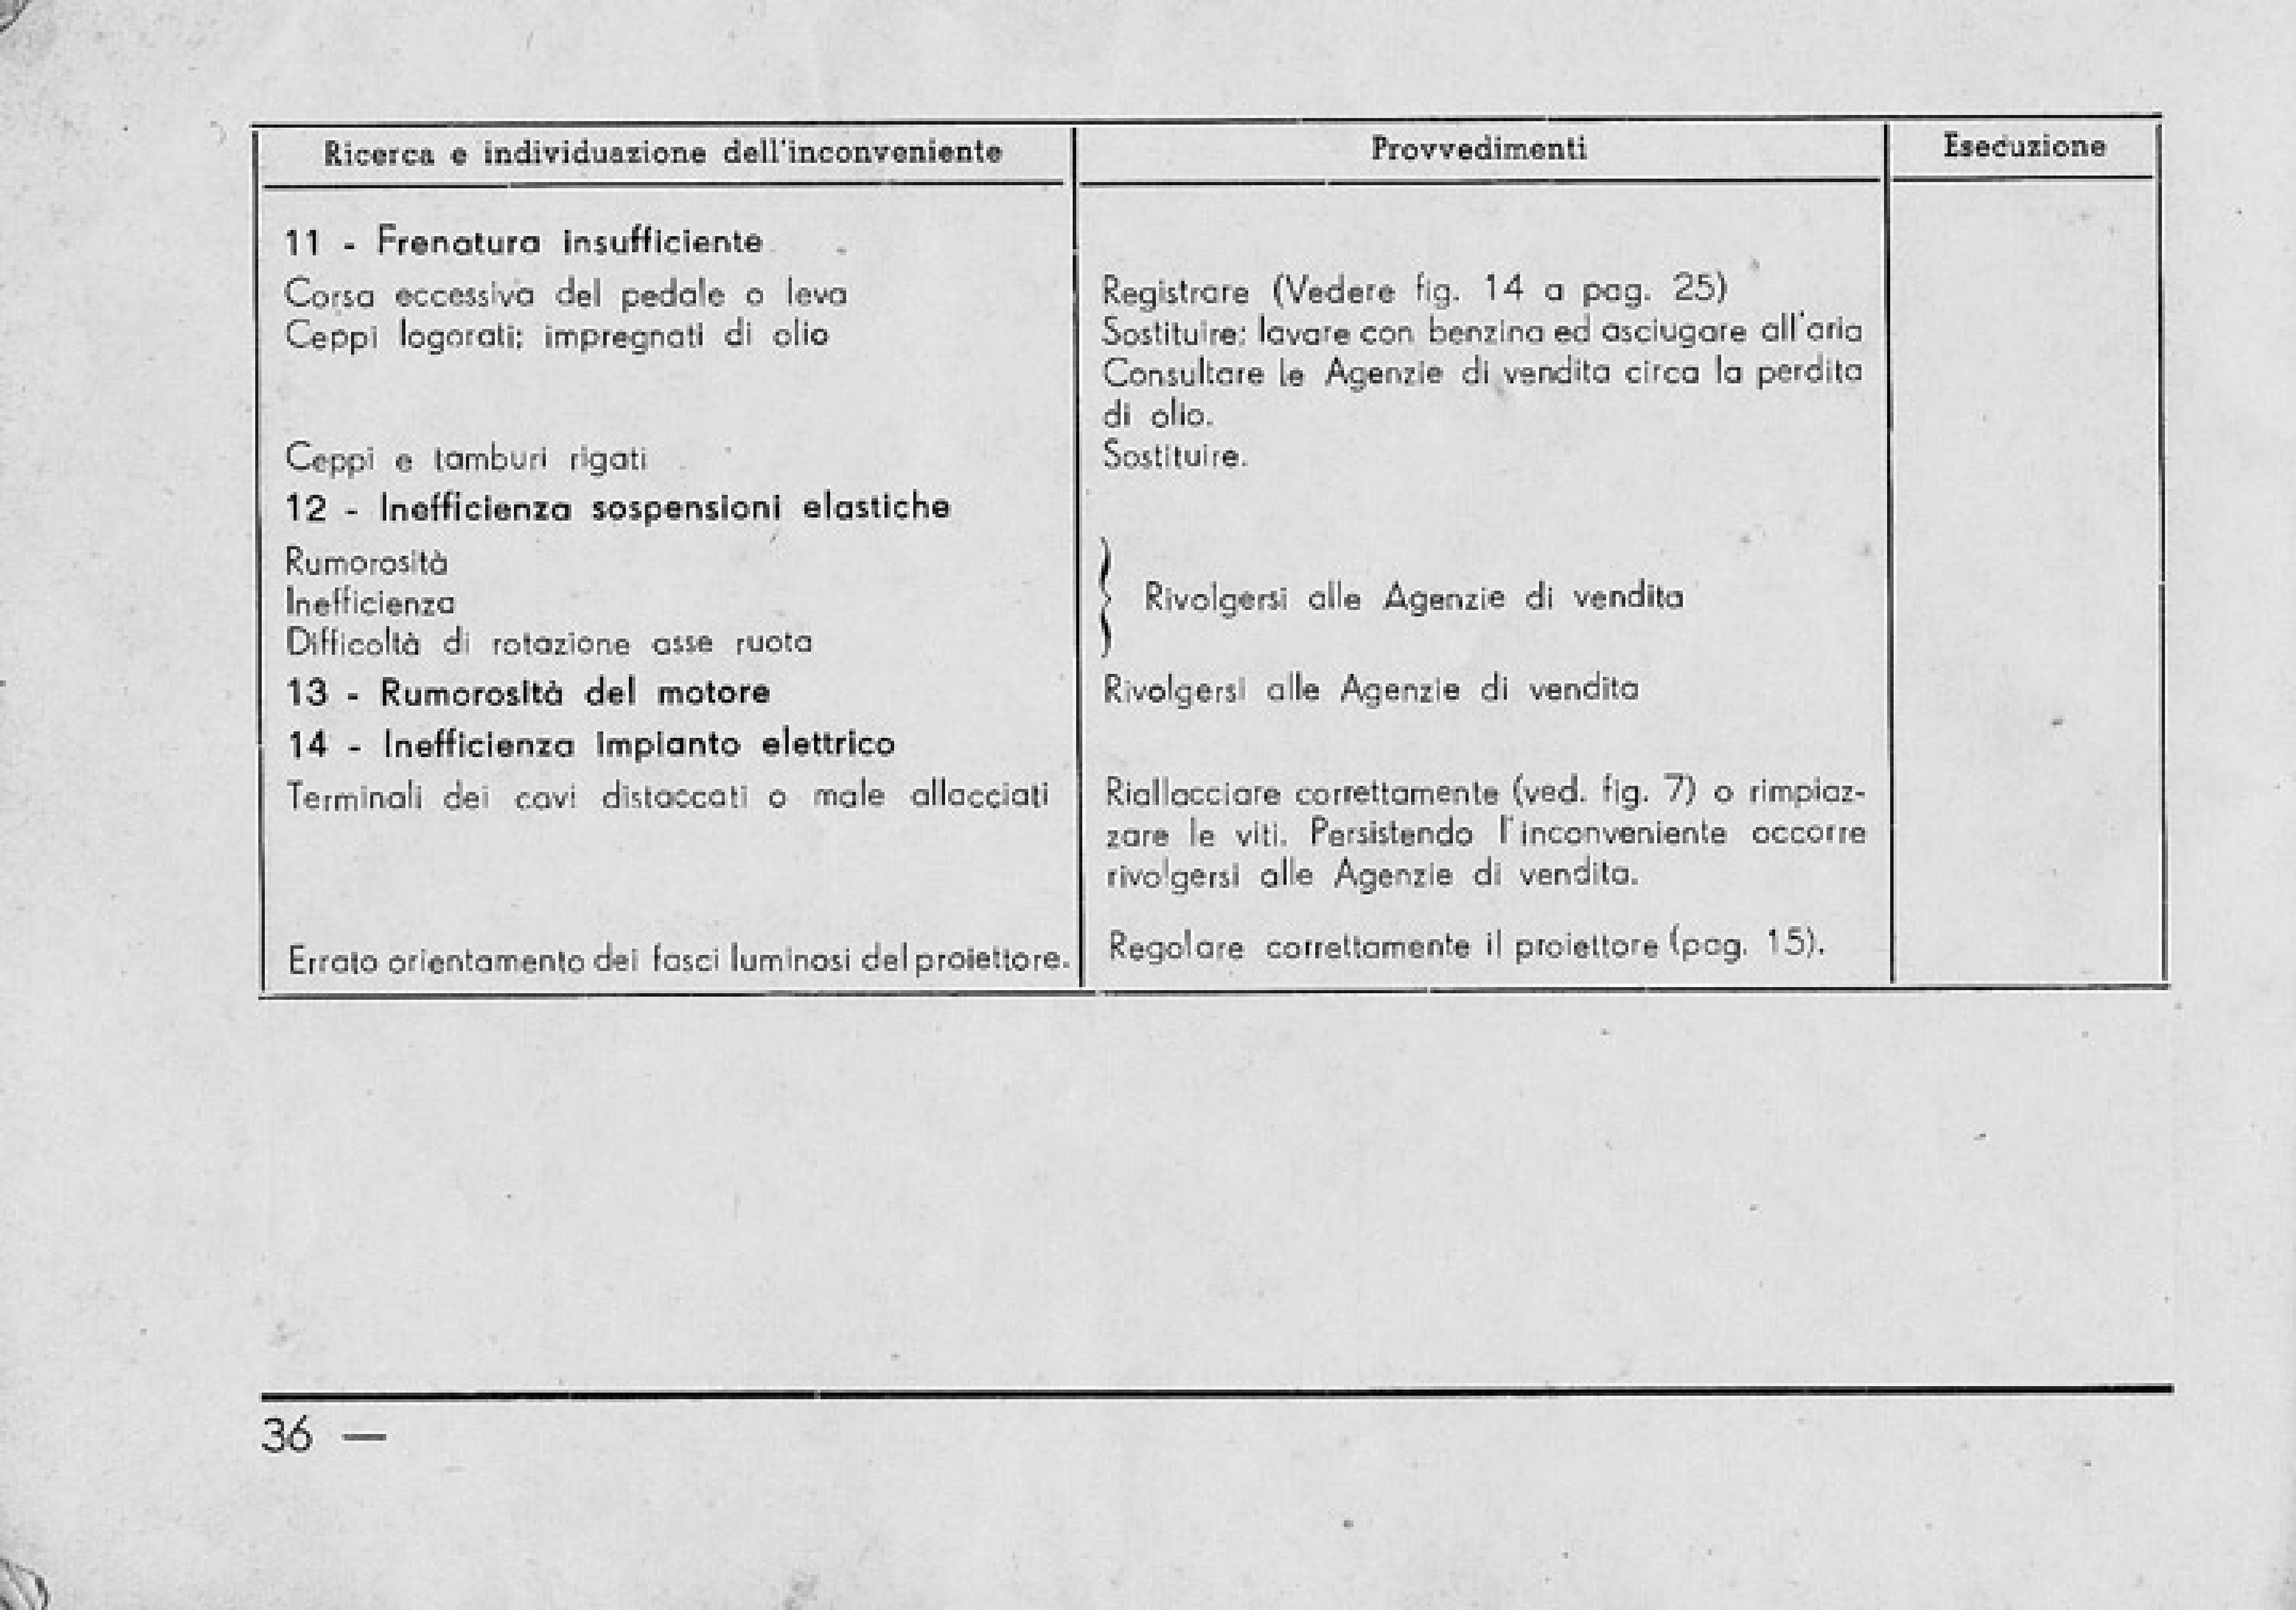 Ricerca e individuazione dell'inconveniente Provvedimenti Esecuzione
11 - Frenatura insufficiente
Corsa eccessiva del pedale o leva Registrare (Vedere fig. 14 a pag. 25)
Ceppi logorati; impregnati di olio Sostituire; lavare con benzina ed asciugare all'aria
Consultare le Agenzie di vendita circa la perdita
di olio.
Ceppi e tamburi rigati Sostituire.
12 - Inefficienza sospensioni elastiche
Rumorosità
Inefficienza } Rivolgersi alle Agenzie di vendita
Difficoltà di rotazione asse ruota
13 - Rumorosità del motore Rivolgersi alle Agenzie di vendita
14 - Inefficienza impianto elettrico
Terminali dei cavi distaccati o male allacciati Riallacciare correttamente (ved. fig. 7) o rimpiaz-
zare le viti. Persistendo l'inconveniente occorre
rivolgersi alle Agenzie di vendita.
Errato orientamento dei fasci luminosi del proiettore. Regolare correttamente il proiettore (pag. 15).
36 —